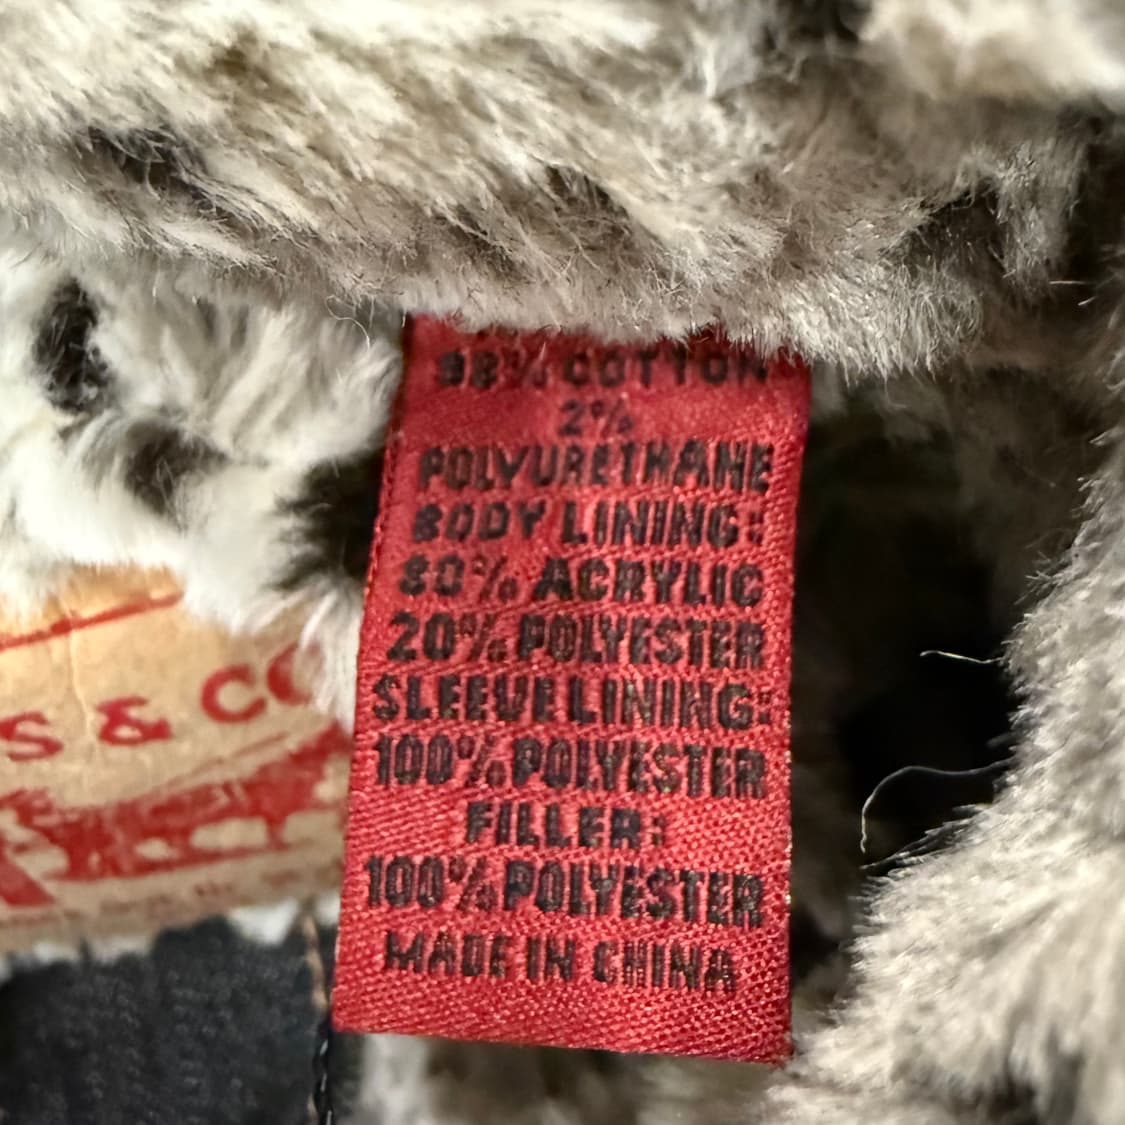 98% COTTON
2%
POLYURETHANE
BODY LINING:
80% ACRYLIC
20% POLYESTER
SLEEVE LINING:
100% POLYESTER
FILLER:
100% POLYESTER
MADE IN CHINA
S & CO